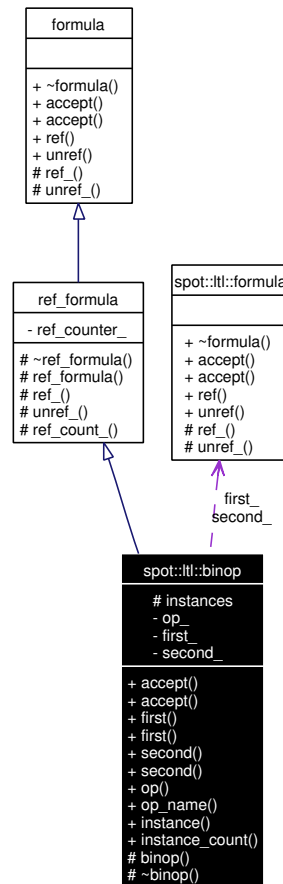 formula
+ ~formula()
+ accept()
+ accept()
+ ref()
+ unref()
# ref_()
# unref_()
ref_formula
- ref_counter_
# ~ref_formula()
# ref_formula()
# ref_()
# unref_()
# ref_count_()
spot::ltl::formula
+ ~formula()
+ accept()
+ accept()
+ ref()
+ unref()
# ref_()
# unref_()
first_
second_
spot::ltl::binop
# instances
- op_
- first_
- second_
+ accept()
+ accept()
+ first()
+ first()
+ second()
+ second()
+ op()
+ op_name()
+ instance()
+ instance_count()
# binop()
# ~binop()